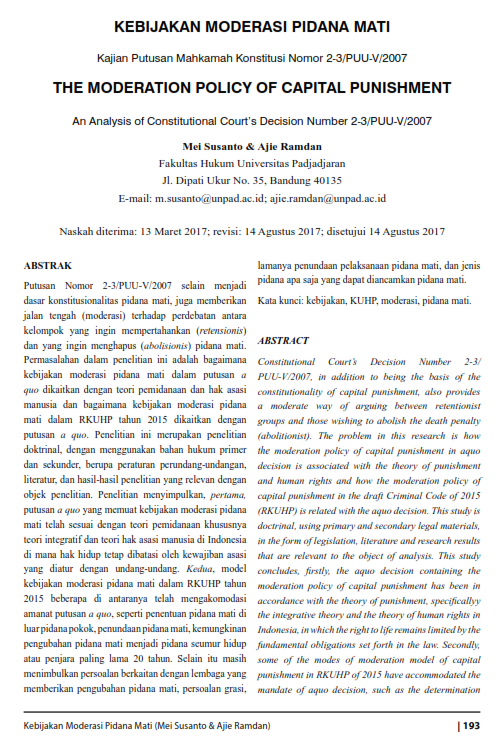 KEBIJAKAN MODERASI PIDANA MATI
Kajian Putusan Mahkamah Konstitusi Nomor 2-3/PUU-V/2007
THE MODERATION POLICY OF CAPITAL PUNISHMENT
An Analysis of Constitutional Court's Decision Number 2-3/PUU-V/2007
Mei Susanto & Ajie Ramdan
Fakultas Hukum Universitas Padjadjaran
Jl. Dipati Ukur No. 35, Bandung 40135
E-mail: m.susanto@unpad.ac.id; ajie.ramdan@unpad.ac.id
Naskah diterima: 13 Maret 2017; revisi: 14 Agustus 2017; disetujui 14 Agustus 2017
ABSTRAK
Putusan Nomor 2-3/PUU-V/2007 selain menjadi
dasar konstitusionalitas pidana mati, juga memberikan
jalan tengah (moderasi) terhadap perdebatan antara
kelompok yang ingin mempertahankan (retensionis)
dan yang ingin menghapus (abolisionis) pidana mati.
Permasalahan dalam penelitian ini adalah bagaimana
kebijakan moderasi pidana mati dalam putusan a
quo dikaitkan dengan teori pemidanaan dan hak asasi
manusia dan bagaimana kebijakan moderasi pidana
mati dalam RKUHP tahun 2015 dikaitkan dengan
putusan a quo. Penelitian ini merupakan penelitian
doktrinal, dengan menggunakan bahan hukum primer
dan sekunder, berupa peraturan perundang-undangan,
literatur, dan hasil-hasil penelitian yang relevan dengan
objek penelitian. Penelitian menyimpulkan, pertama,
putusan a quo yang memuat kebijakan moderasi pidana
mati telah sesuai dengan teori pemidanaan khususnya
teori integratif dan teori hak asasi manusia di Indonesia
di mana hak hidup tetap dibatasi oleh kewajiban asasi
yang diatur dengan undang-undang. Kedua, model
kebijakan moderasi pidana mati dalam RKUHP tahun
2015 beberapa di antaranya telah mengakomodasi
amanat putusan a quo, seperti penentuan pidana mati di
luar pidana pokok, penundaan pidana mati, kemungkinan
pengubahan pidana mati menjadi pidana seumur hidup
atau penjara paling lama 20 tahun. Selain itu masih
menimbulkan persoalan berkaitan dengan lembaga yang
memberikan pengubahan pidana mati, persoalan grasi,
lamanya penundaan pelaksanaan pidana mati, dan jenis
pidana apa saja yang dapat diancamkan pidana mati.
Kata kunci: kebijakan, KUHP, moderasi, pidana mati.
ABSTRACT
Constitutional Court's Decision Number 2-3/
PUU-V/2007, in addition to being the basis of the
constitutionality of capital punishment, also provides
a moderate way of arguing between retentionist
groups and those wishing to abolish the death penalty
(abolitionist). The problem in this research is how
the moderation policy of capital punishment in aquo
decision is associated with the theory of punishment
and human rights and how the moderation policy of
capital punishment in the draft Criminal Code of 2015
(RKUHP) is related with the aquo decision. This study is
doctrinal, using primary and secondary legal materials,
in the form of legislation, literature and research results
that are relevant to the object of analysis. This study
concludes, firstly, the aquo decision containing the
moderation policy of capital punishment has been in
accordance with the theory of punishment, specificallyy
the integrative theory and the theory of human rights in
Indonesia, in which the right to life remains limited by the
fundamental obligations set forth in the law. Secondly,
some of the modes of moderation model of capital
punishment in RKUHP of 2015 have accommodated the
mandate of aquo decision, such as the determination
Kebijakan Moderasi Pidana Mati (Mei Susanto & Ajie Ramdan) | 193